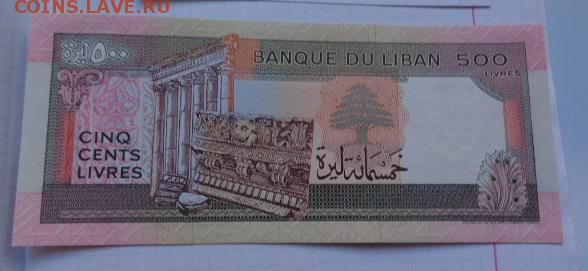 COINS.LAVE.RU
٥٠٠ ليرة
BANQUE DU LIBAN 500
LIVRES
CINQ
CENTS
LIVRES
خمسمائة ليرة